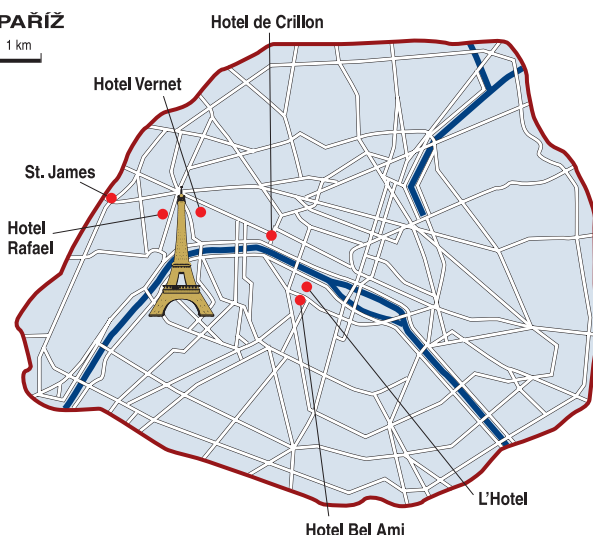 PAŘÍŽ
1 km
Hotel de Crillon
Hotel Vernet
St. James
Hotel
Rafael
L'Hotel
Hotel Bel Ami